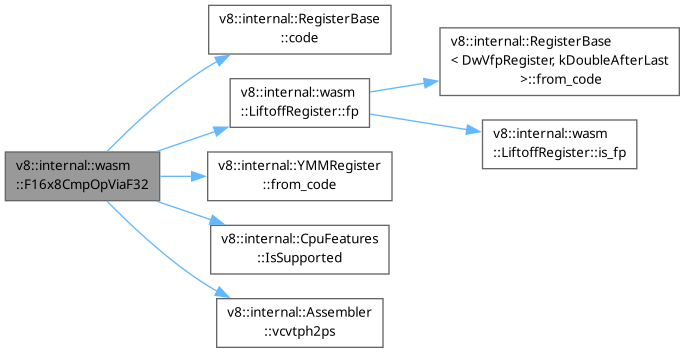 v8::internal::wasm
::F16x8CmpOpViaF32
v8::internal::RegisterBase
::code
v8::internal::wasm
::LiftoffRegister::fp
v8::internal::RegisterBase
< DwVfpRegister, kDoubleAfterLast
>::from_code
v8::internal::wasm
::LiftoffRegister::is_fp
v8::internal::YMMRegister
::from_code
v8::internal::CpuFeatures
::IsSupported
v8::internal::Assembler
::vcvtph2ps